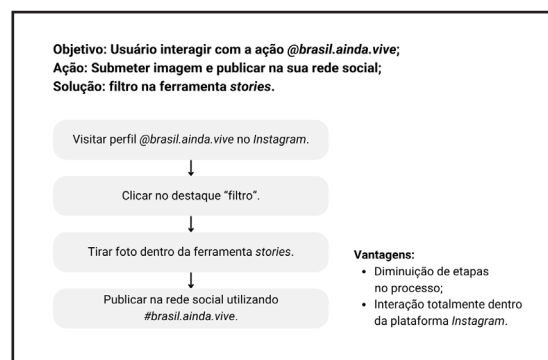 Objetivo: Usuário interagir com a ação @brasil.ainda.vive;
Ação: Submeter imagem e publicar na sua rede social;
Solução: filtro na ferramenta stories.
Visitar perfil @brasil.ainda.vive no Instagram.
Clicar no destaque “filtro”.
Tirar foto dentro da ferramenta stories.
Publicar na rede social utilizando
#brasil.ainda.vive.
Vantagens:
• Diminuição de etapas
no processo;
• Interação totalmente dentro
da plataforma Instagram.